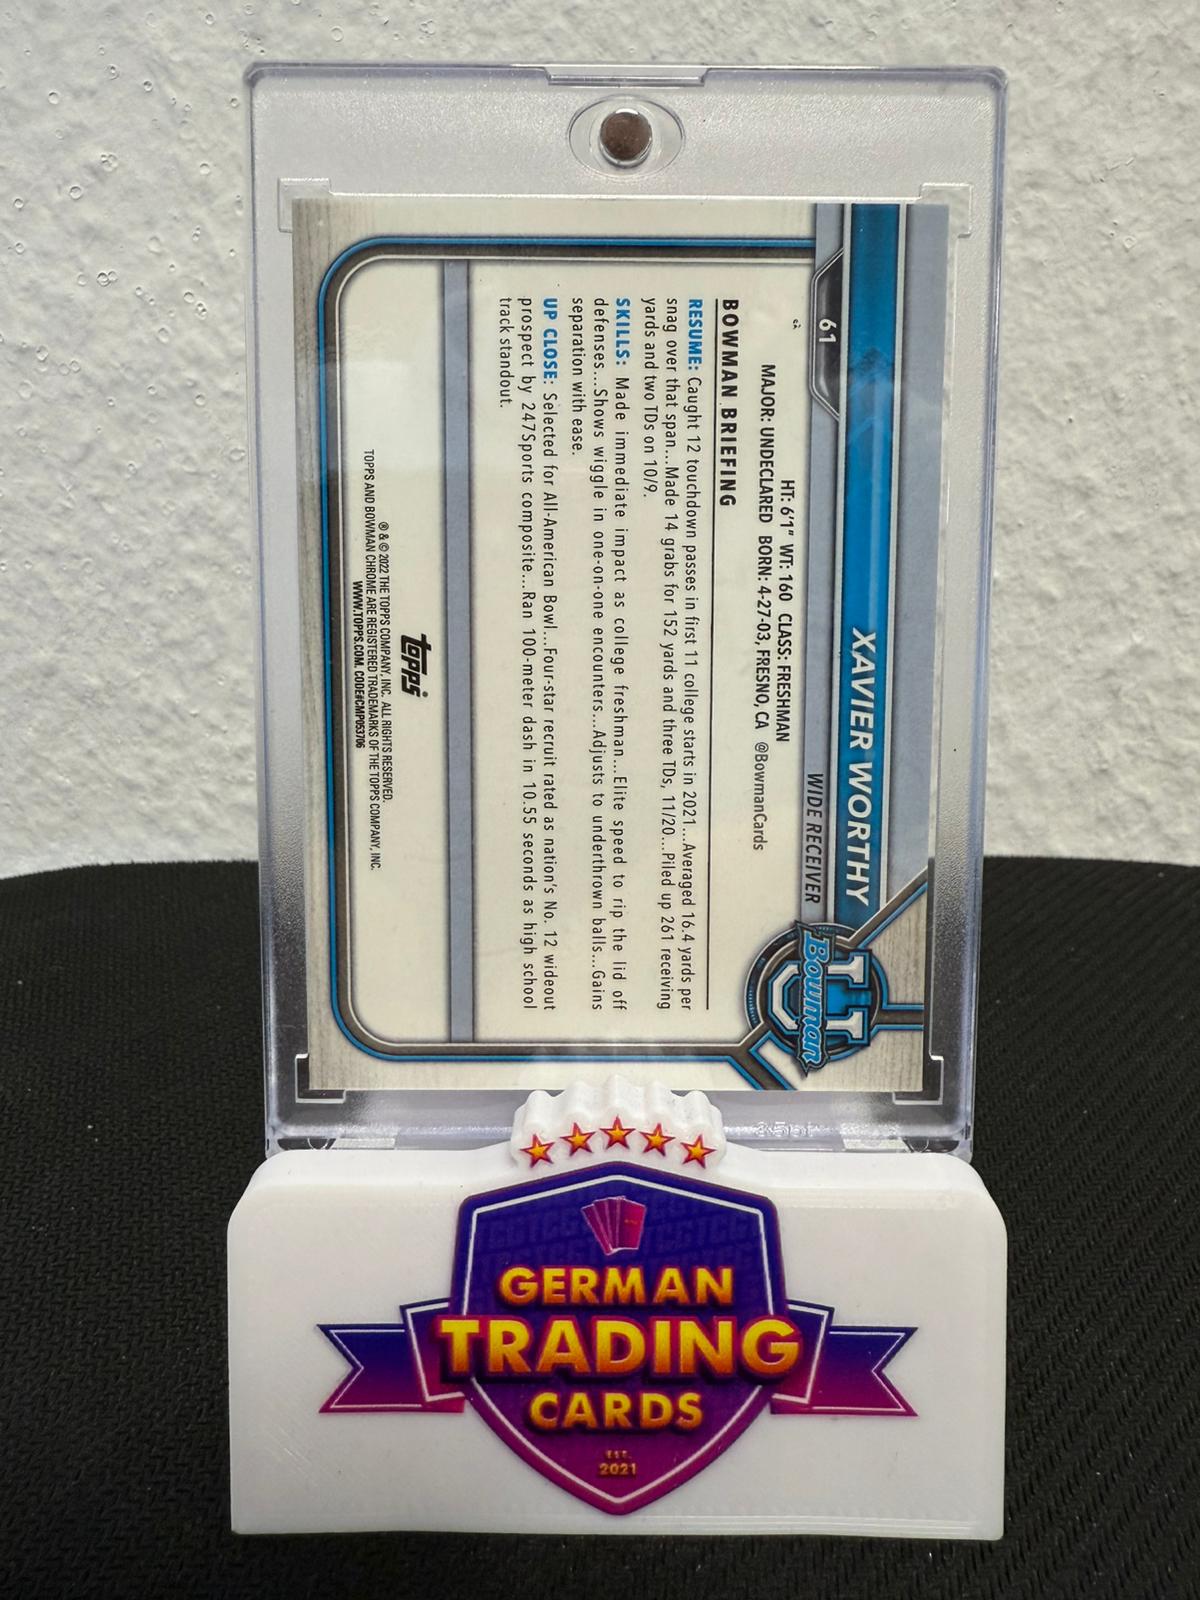 XAVIER WORTHY
WIDE RECEIVER
61
Bowman
U
HT: 6'1" WT: 160 CLASS: FRESHMAN
MAJOR: UNDECLARED BORN: 4-27-03, FRESNO, CA @BowmanCards
BOWMAN BRIEFING
RESUME: Caught 12 touchdown passes in first 11 college starts in 2021...Averaged 16.4 yards per
snag over that span...Made 14 grabs for 152 yards and three TDs, 11/20...Piled up 261 receiving
yards and two TDs on 10/9.
SKILLS: Made immediate impact as college freshman...Elite speed to rip the lid off
defenses...Shows wiggle in one-on-one encounters...Adjusts to underthrown balls...Gains
separation with ease.
UP CLOSE: Selected for All-American Bowl...Four-star recruit rated as nation's No. 12 wideout
prospect by 247Sports composite...Ran 100-meter dash in 10.55 seconds as high school
track standout.
topps
® & © 2022 THE TOPPS COMPANY, INC. ALL RIGHTS RESERVED.
TOPPS AND BOWMAN CHROME ARE REGISTERED TRADEMARKS OF THE TOPPS COMPANY, INC.
WWW.TOPPS.COM. CODE#CMP053706
GERMAN
TRADING
CARDS
EST.
2021